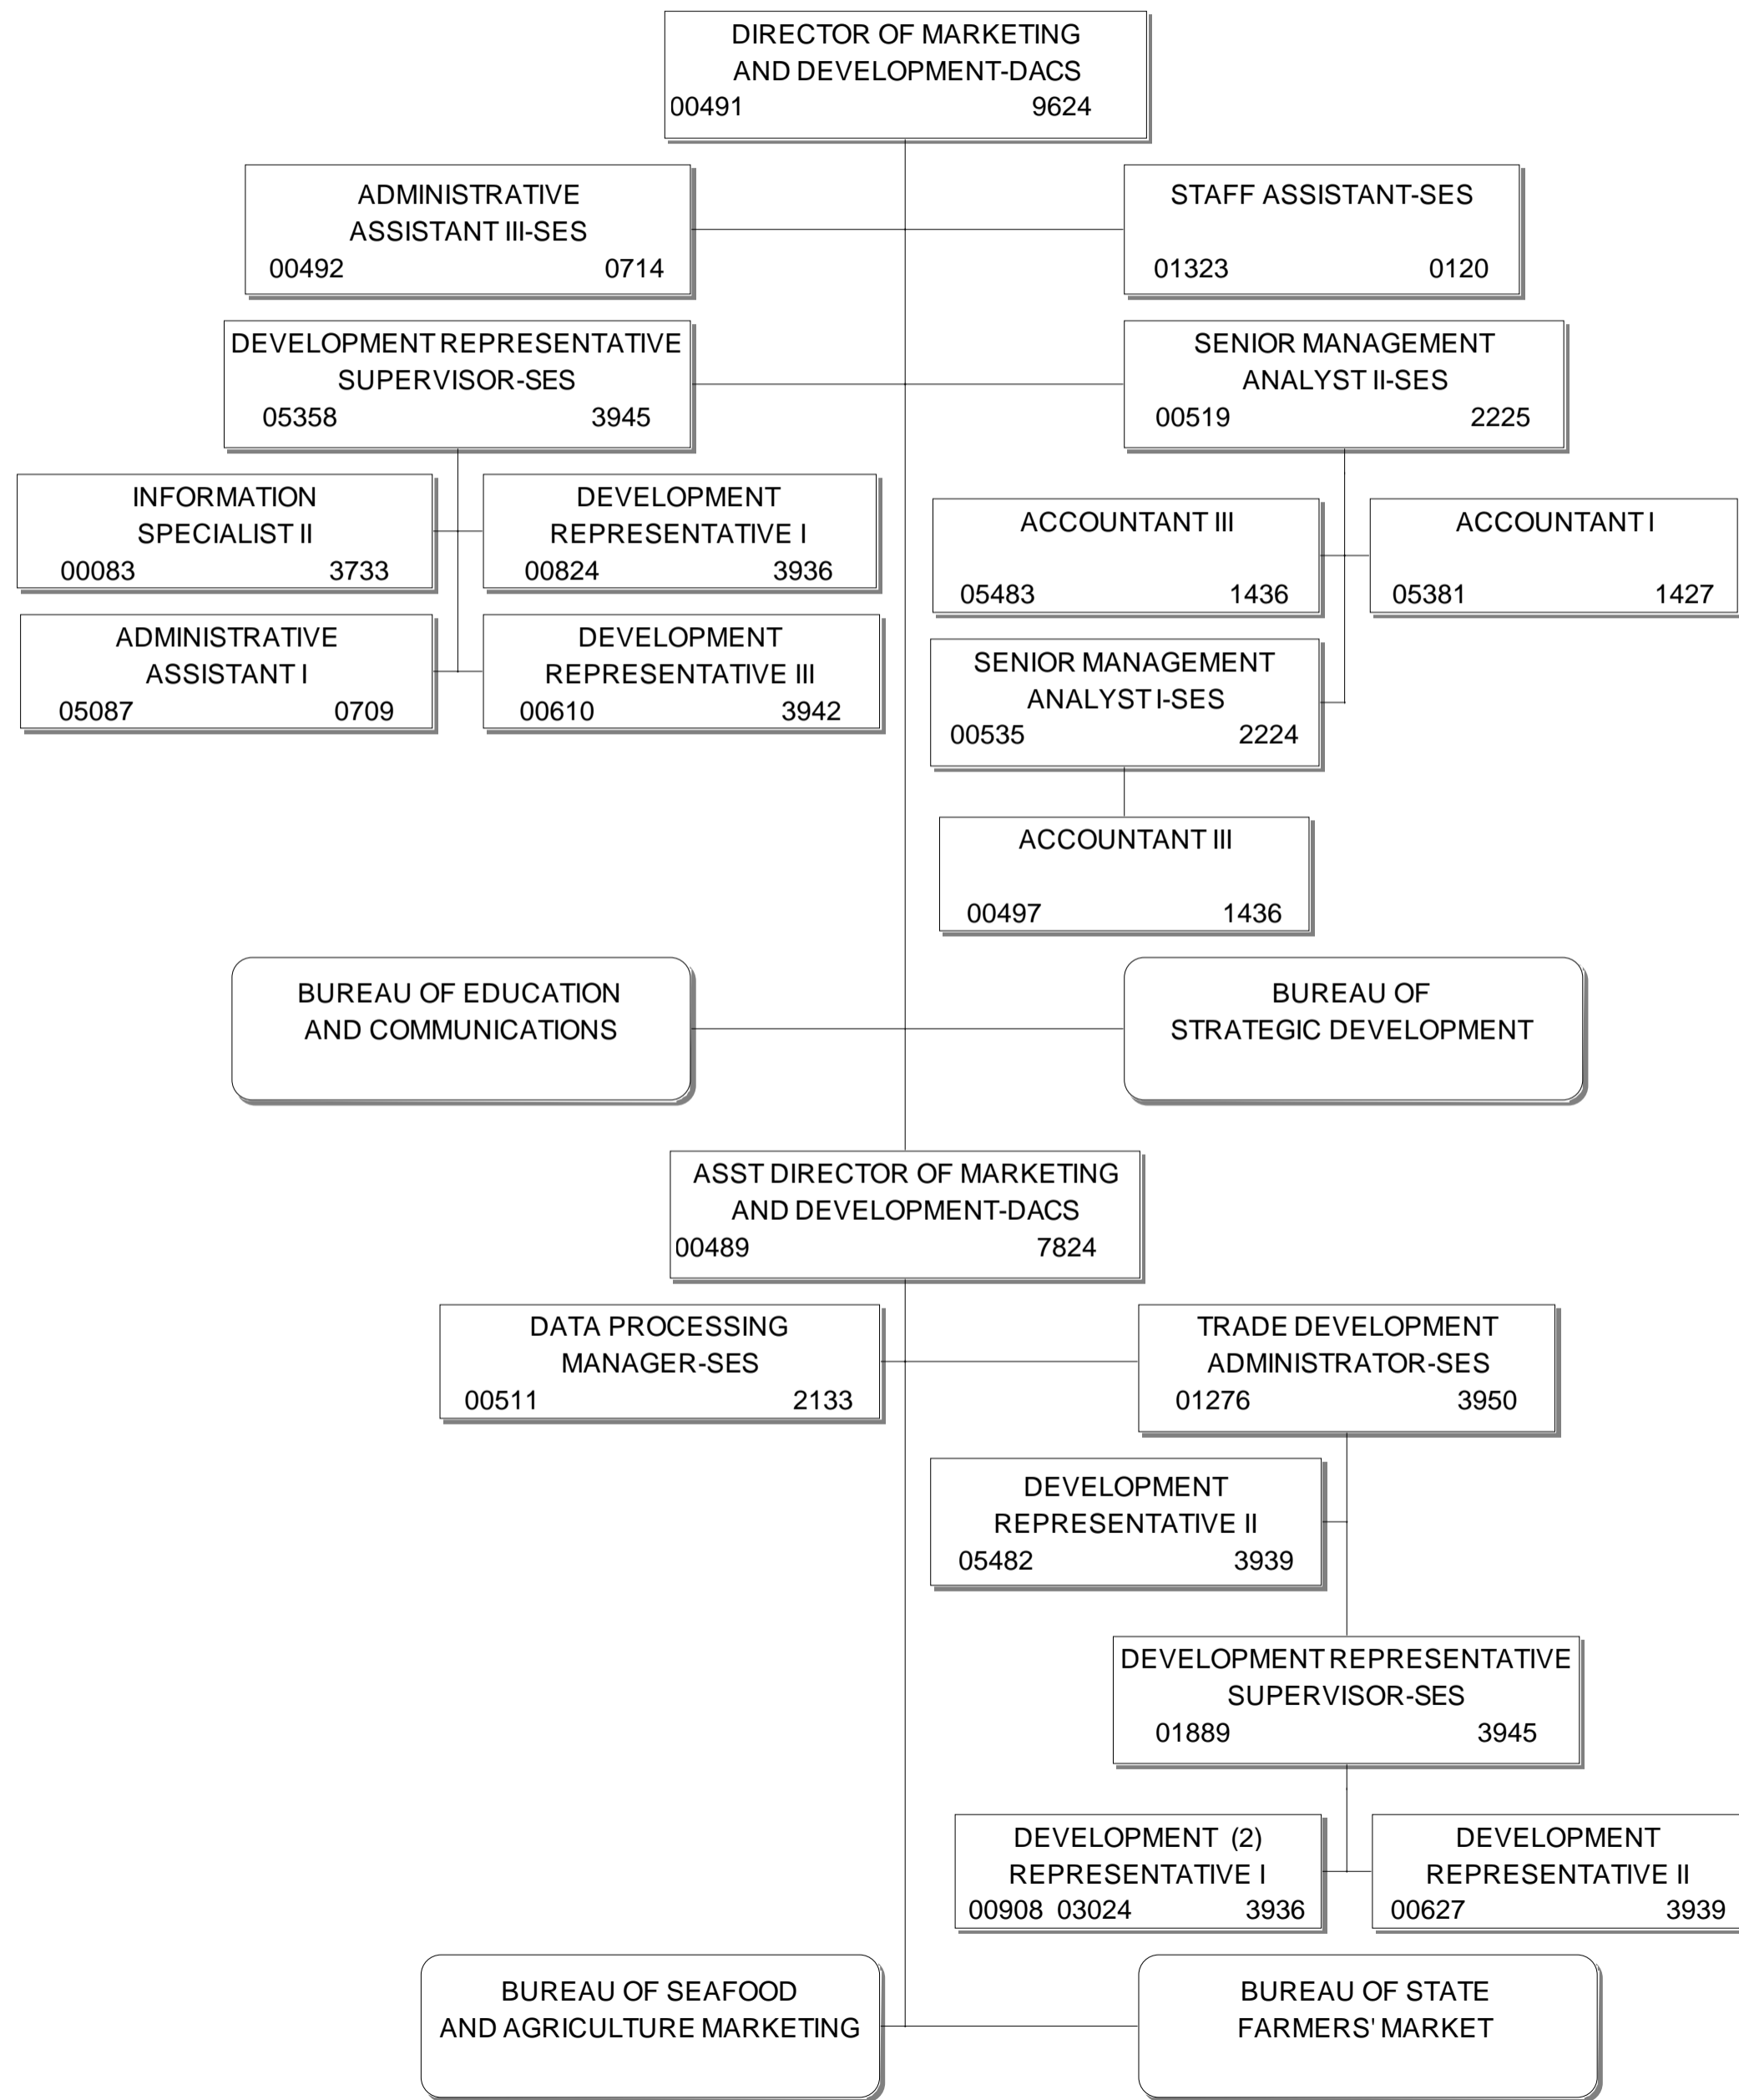 DIRECTOR OF MARKETING
AND DEVELOPMENT-DACS
00491 9624
ADMINISTRATIVE
ASSISTANT III-SES
00492 0714
STAFF ASSISTANT-SES
01323 0120
DEVELOPMENT REPRESENTATIVE
SUPERVISOR-SES
05358 3945
SENIOR MANAGEMENT
ANALYST II-SES
00519 2225
INFORMATION
SPECIALIST II
00083 3733
DEVELOPMENT
REPRESENTATIVE I
00824 3936
ACCOUNTANT III
05483 1436
ACCOUNTANT I
05381 1427
ADMINISTRATIVE
ASSISTANT I
05087 0709
DEVELOPMENT
REPRESENTATIVE III
00610 3942
SENIOR MANAGEMENT
ANALYST I-SES
00535 2224
ACCOUNTANT III
00497 1436
BUREAU OF EDUCATION
AND COMMUNICATIONS
BUREAU OF
STRATEGIC DEVELOPMENT
ASST DIRECTOR OF MARKETING
AND DEVELOPMENT-DACS
00489 7824
DATA PROCESSING
MANAGER-SES
00511 2133
TRADE DEVELOPMENT
ADMINISTRATOR-SES
01276 3950
DEVELOPMENT
REPRESENTATIVE II
05482 3939
DEVELOPMENT REPRESENTATIVE
SUPERVISOR-SES
01889 3945
DEVELOPMENT (2)
REPRESENTATIVE I
00908 03024 3936
DEVELOPMENT
REPRESENTATIVE II
00627 3939
BUREAU OF SEAFOOD
AND AGRICULTURE MARKETING
BUREAU OF STATE
FARMERS' MARKET